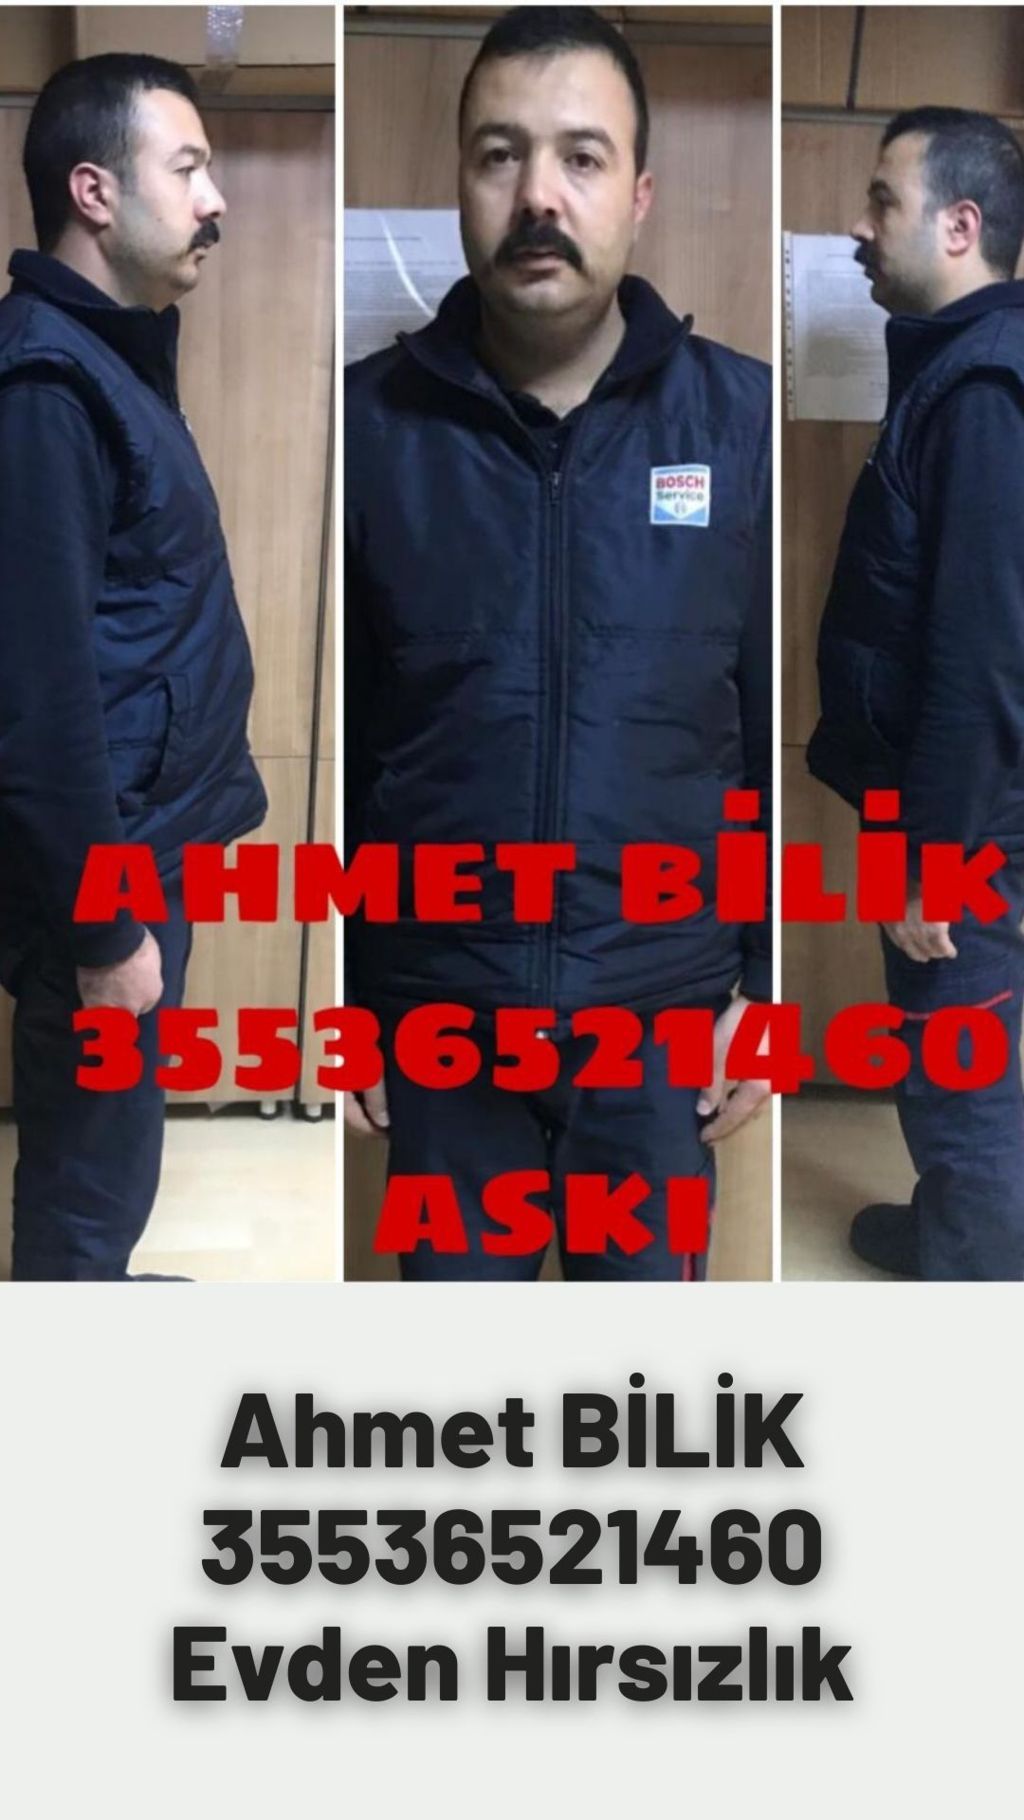 BOSCH
Service
AHMET BİLİK
35536521460
ASKI
Ahmet BİLİK
35536521460
Evden Hırsızlık